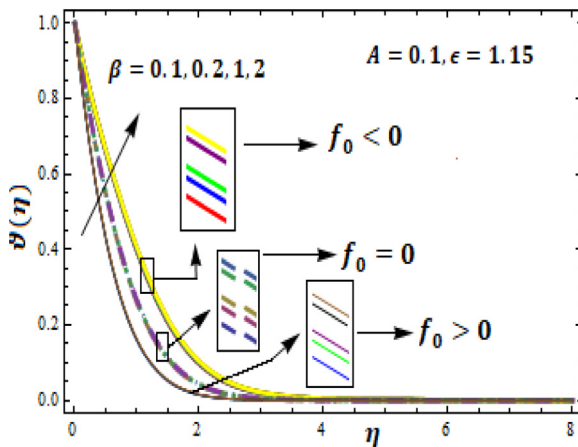 1.0
0.8
0.6
0.4
0.2
0.0
ϑ(η)
β = 0.1, 0.2, 1, 2
A = 0.1, ϵ = 1.15
f₀ < 0
f₀ = 0
f₀ > 0
0
2
4
6
8
η